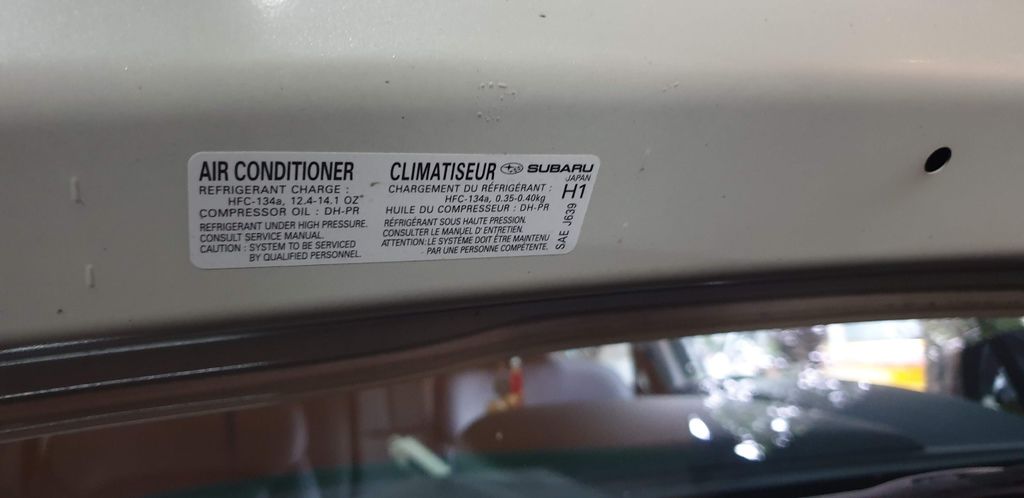 AIR CONDITIONER
REFRIGERANT CHARGE :
HFC-134a, 12.4-14.1 OZ
COMPRESSOR OIL : DH-PR
REFRIGERANT UNDER HIGH PRESSURE.
CONSULT SERVICE MANUAL.
CAUTION : SYSTEM TO BE SERVICED
BY QUALIFIED PERSONNEL.
CLIMATISEUR
CHARGEMENT DU RÉFRIGÉRANT :
HFC-134a, 0.35-0.40kg
HUILE DU COMPRESSEUR : DH-PR
RÉFRIGÉRANT SOUS HAUTE PRESSION.
CONSULTER LE MANUEL D'ENTRETIEN.
ATTENTION : LE SYSTÈME DOIT ÊTRE MAINTENU
PAR UNE PERSONNE COMPÉTENTE.
SUBARU
JAPAN
H1
SAE J639